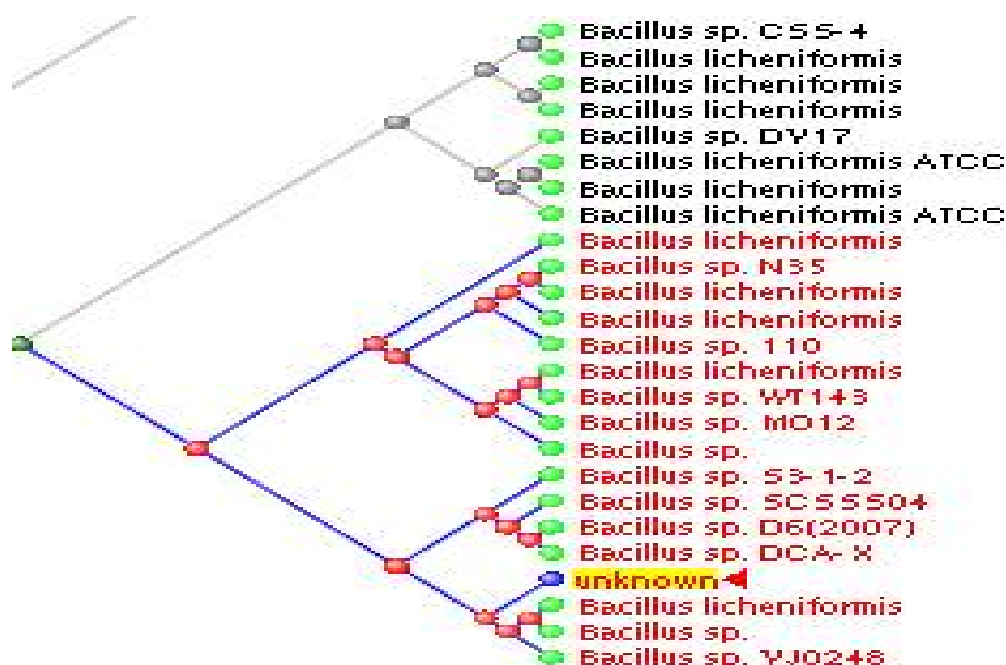 Bacillus sp. CSS-4
Bacillus licheniformis
Bacillus licheniformis
Bacillus licheniformis
Bacillus sp. DV17
Bacillus licheniformis ATCC
Bacillus licheniformis
Bacillus licheniformis ATCC
Bacillus licheniformis
Bacillus sp. N35
Bacillus licheniformis
Bacillus licheniformis
Bacillus sp. 110
Bacillus licheniformis
Bacillus sp. WT143
Bacillus sp. MO12
Bacillus sp.
Bacillus sp. S3-1-2
Bacillus sp. SCSSS04
Bacillus sp. D6(2007)
Bacillus sp. DCA-X
unknown
Bacillus licheniformis
Bacillus sp.
Bacillus sp. YJ0248